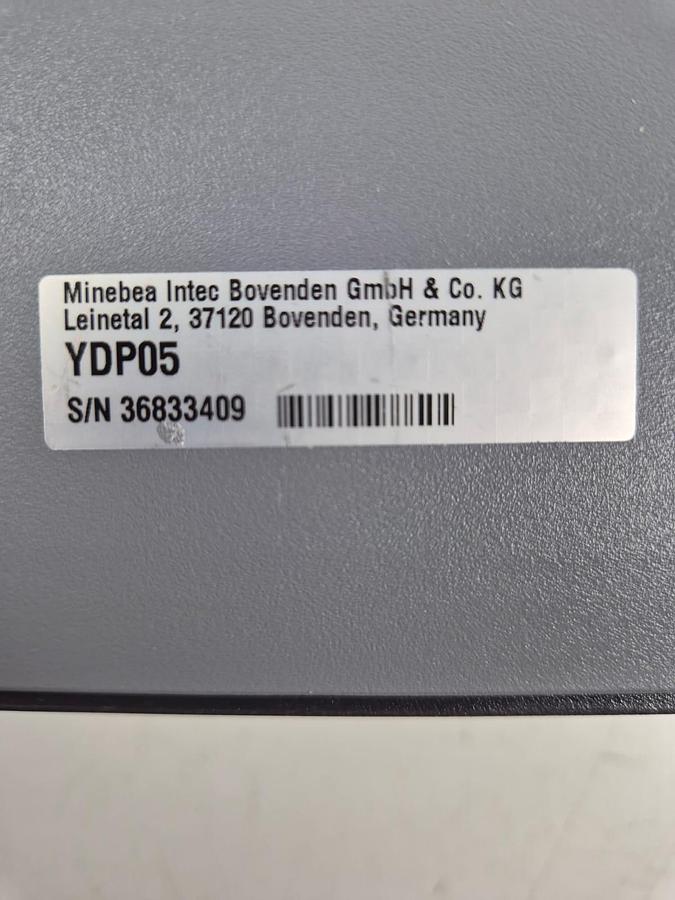 Minebea Intec Bovenden GmbH & Co. KG
Leinetal 2, 37120 Bovenden, Germany
YDP05
S/N 36833409